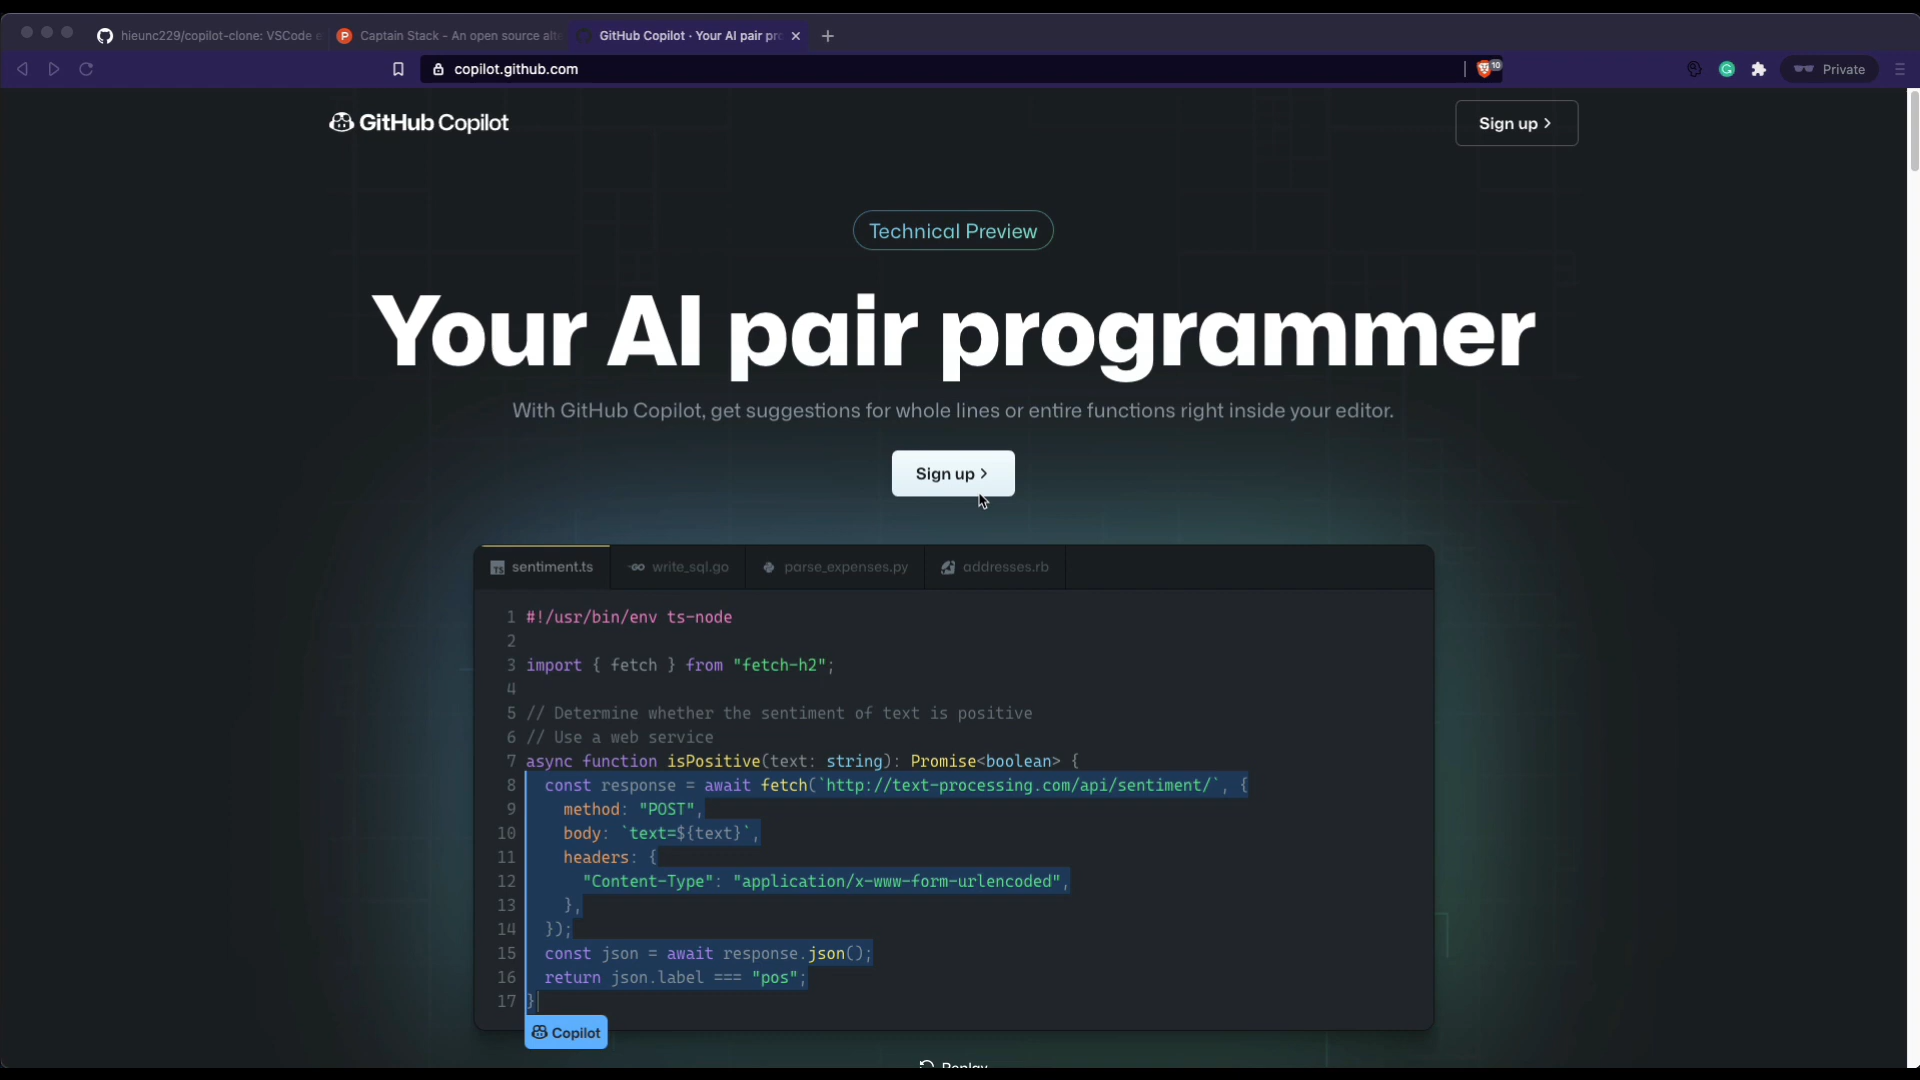 hieunc229/copilot-clone: VSCode e
Captain Stack - An open source alte
GitHub Copilot · Your AI pair pro
copilot.github.com
10
Private
GitHub Copilot
Sign up >
Technical Preview
Your AI pair programmer
With GitHub Copilot, get suggestions for whole lines or entire functions right inside your editor.
Sign up >
TS sentiment.ts
GO write_sql.go
parse_expenses.py
addresses.rb
1 #!/usr/bin/env ts-node
2
3 import { fetch } from "fetch-h2";
4
5 // Determine whether the sentiment of text is positive
6 // Use a web service
7 async function isPositive(text: string): Promise<boolean> {
8 const response = await fetch(`http://text-processing.com/api/sentiment/`, {
9 method: "POST",
10 body: `text=${text}`,
11 headers: {
12 "Content-Type": "application/x-www-form-urlencoded",
13 },
14 });
15 const json = await response.json();
16 return json.label === "pos";
17 }
Copilot
Replay